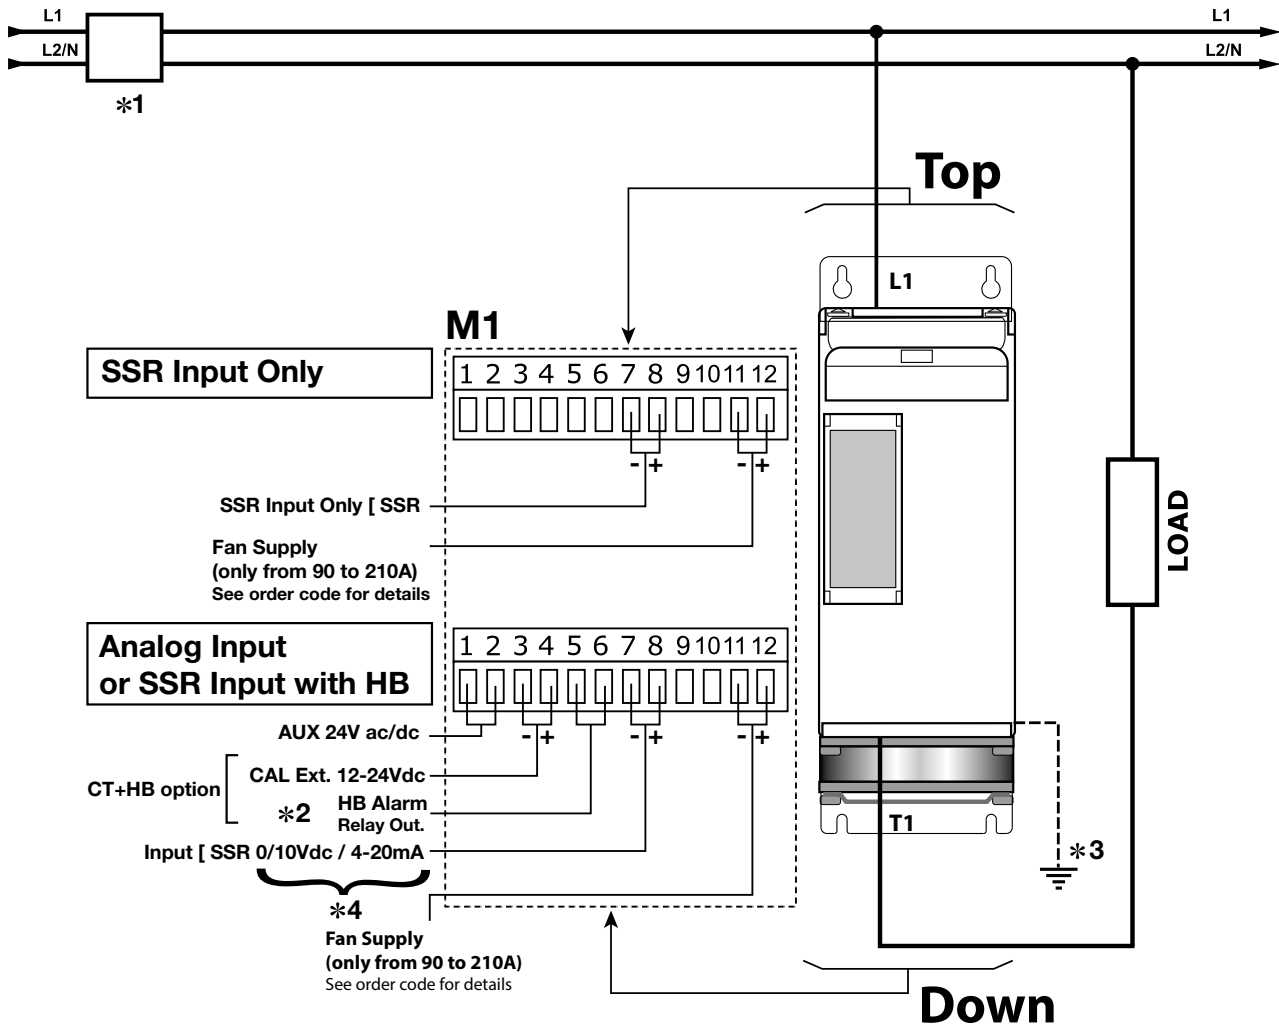 L1
L1
L2/N
L2/N
*1
Top
L1
M1
SSR Input Only
1 2 3 4 5 6 7 8 9 10 11 12
- +
- +
SSR Input Only [ SSR
Fan Supply
(only from 90 to 210A)
See order code for details
LOAD
Analog Input
or SSR Input with HB
1 2 3 4 5 6 7 8 9 10 11 12
AUX 24V ac/dc
- +
- +
- +
CT+HB option
CAL Ext. 12-24Vdc
*2
HB Alarm
Relay Out.
T1
Input [ SSR 0/10Vdc / 4-20mA
*3
*4
Fan Supply
(only from 90 to 210A)
See order code for details
Down